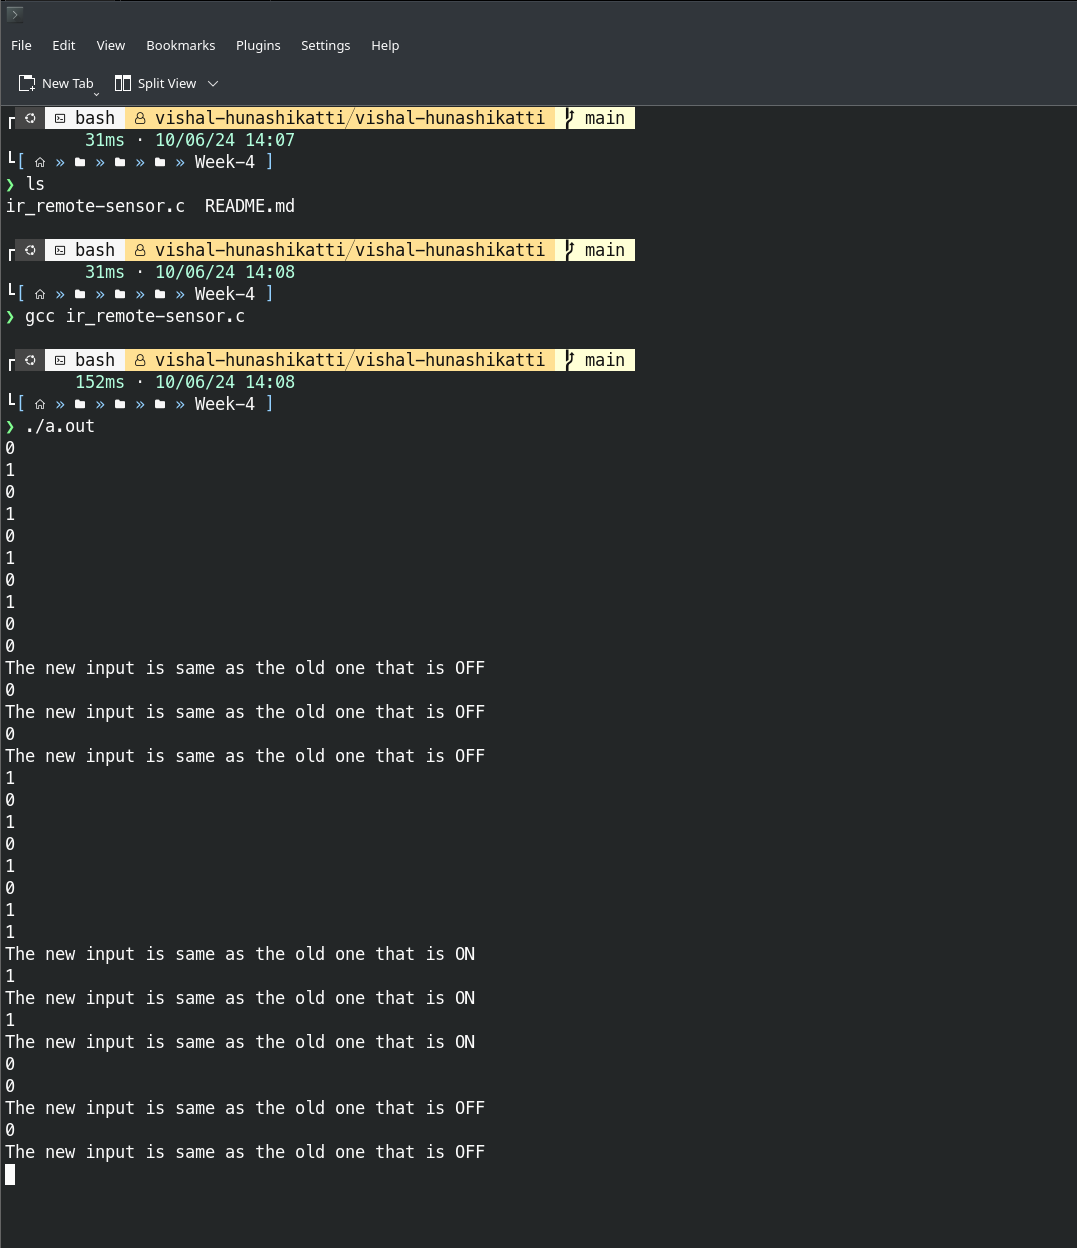 File Edit View Bookmarks Plugins Settings Help
New Tab Split View
bash vishal-hunashikatti/vishal-hunashikatti main
31ms · 10/06/24 14:07
[ » » » » Week-4 ]
❯ ls
ir_remote-sensor.c README.md
bash vishal-hunashikatti/vishal-hunashikatti main
31ms · 10/06/24 14:08
[ » » » » Week-4 ]
❯ gcc ir_remote-sensor.c
bash vishal-hunashikatti/vishal-hunashikatti main
152ms · 10/06/24 14:08
[ » » » » Week-4 ]
❯ ./a.out
0
1
0
1
0
1
0
1
0
0
The new input is same as the old one that is OFF
0
The new input is same as the old one that is OFF
0
The new input is same as the old one that is OFF
1
0
1
0
1
0
1
1
The new input is same as the old one that is ON
1
The new input is same as the old one that is ON
1
The new input is same as the old one that is ON
0
0
The new input is same as the old one that is OFF
0
The new input is same as the old one that is OFF